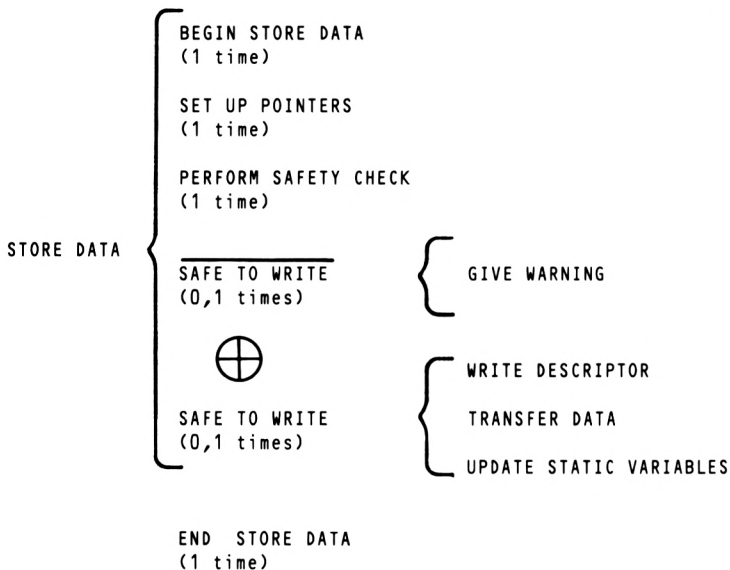 BEGIN STORE DATA
(1 time)
SET UP POINTERS
(1 time)
PERFORM SAFETY CHECK
(1 time)
STORE DATA
SAFE TO WRITE
(0,1 times)
GIVE WARNING
SAFE TO WRITE
(0,1 times)
WRITE DESCRIPTOR
TRANSFER DATA
UPDATE STATIC VARIABLES
END STORE DATA
(1 time)